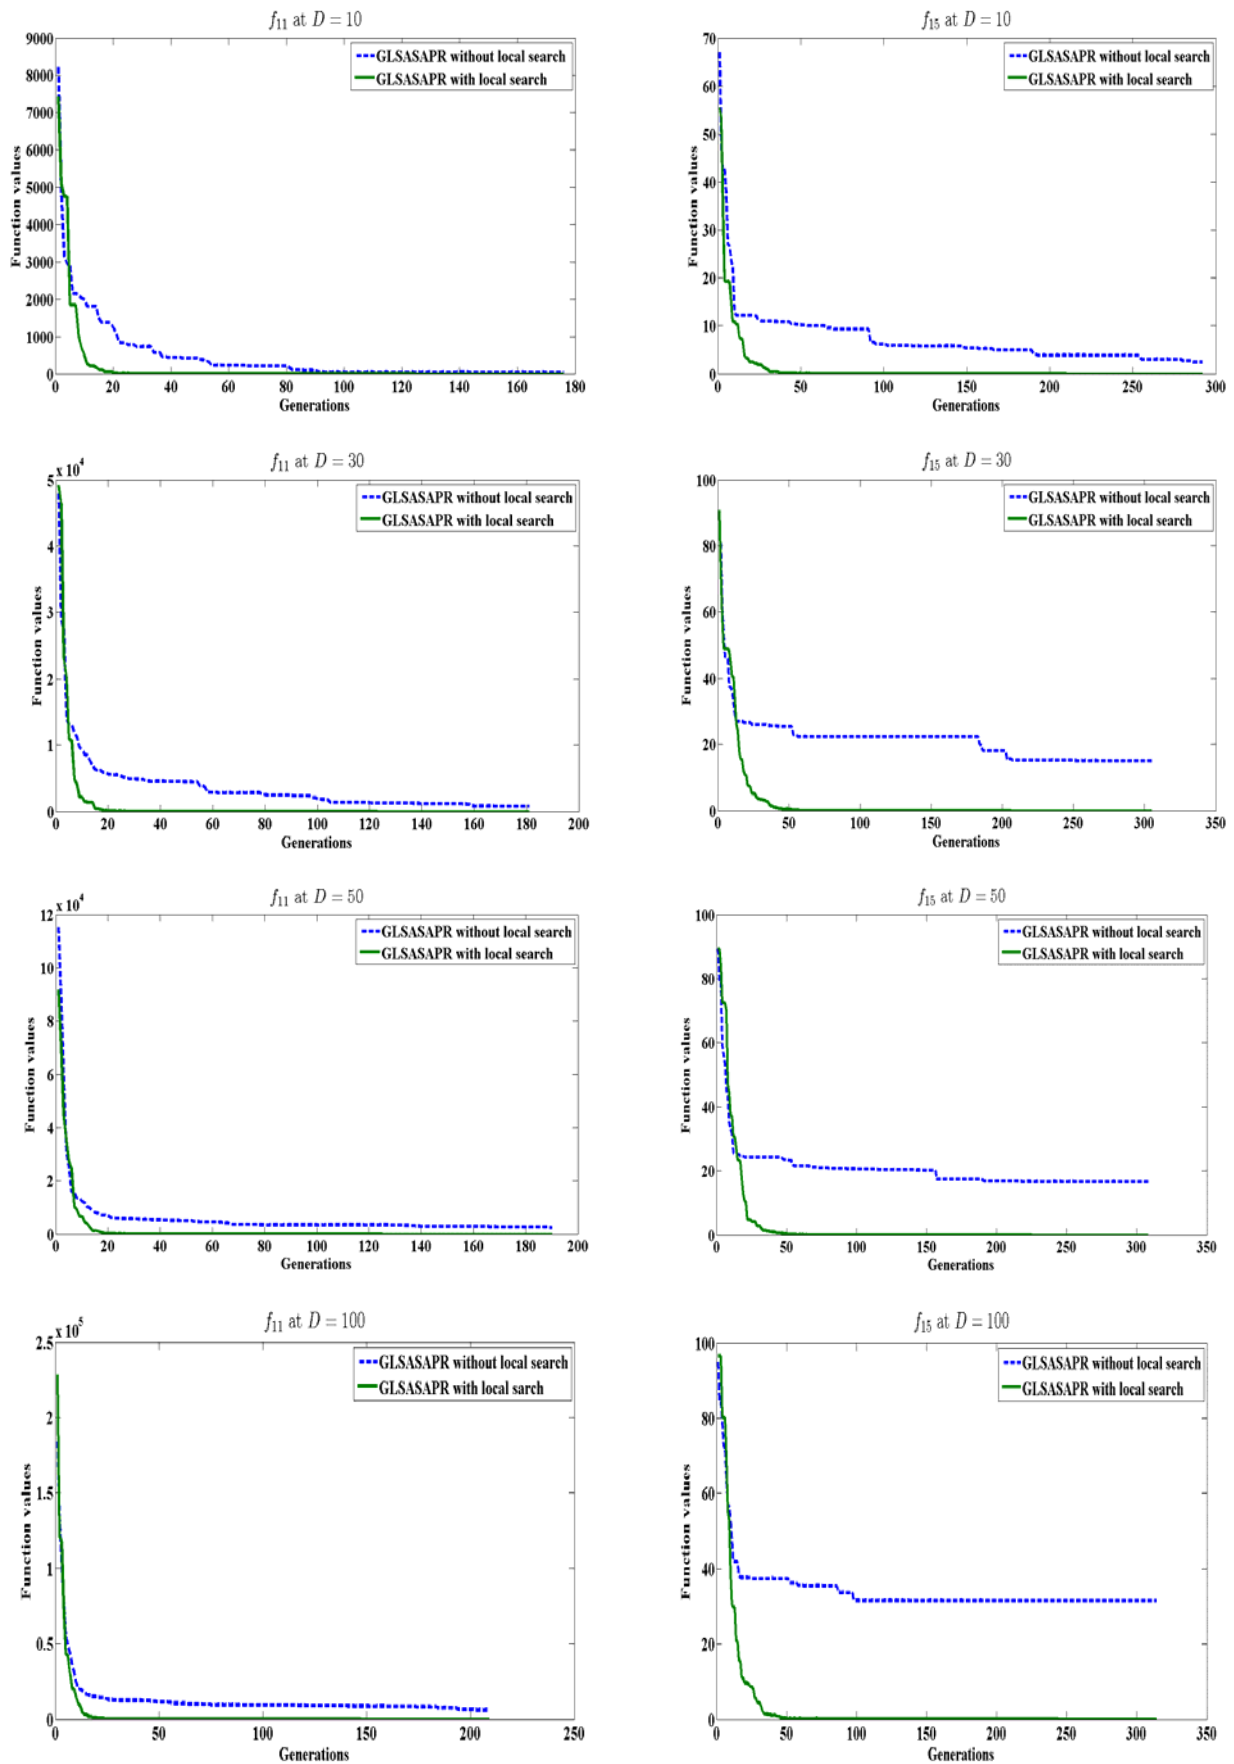 f11 at D = 10
9000
8000
7000
6000
5000
4000
3000
2000
1000
0
Function values
GLSASAPR without local search
GLSASAPR with local search
0 20 40 60 80 100 120 140 160 180
Generations
f15 at D = 10
70
60
50
40
30
20
10
0
Function values
GLSASAPR without local search
GLSASAPR with local search
0 50 100 150 200 250 300
Generations
f11 at D = 30
x 10^4
5
4
3
2
1
0
Function values
GLSASAPR without local search
GLSASAPR with local search
0 20 40 60 80 100 120 140 160 180 200
Generations
f15 at D = 30
100
80
60
40
20
0
Function values
GLSASAPR without local search
GLSASAPR with local search
0 50 100 150 200 250 300 350
Generations
f11 at D = 50
x 10^4
12
10
8
6
4
2
0
Function values
GLSASAPR without local search
GLSASAPR with local search
0 20 40 60 80 100 120 140 160 180 200
Generations
f15 at D = 50
100
80
60
40
20
0
Function values
GLSASAPR without local search
GLSASAPR with local search
0 50 100 150 200 250 300 350
Generations
f11 at D = 100
x 10^5
2.5
2
1.5
1
0.5
0
Function values
GLSASAPR without local search
GLSASAPR with local sarch
0 50 100 150 200 250
Generations
f15 at D = 100
100
80
60
40
20
0
Function values
GLSASAPR without local search
GLSASAPR with local search
0 50 100 150 200 250 300 350
Generations